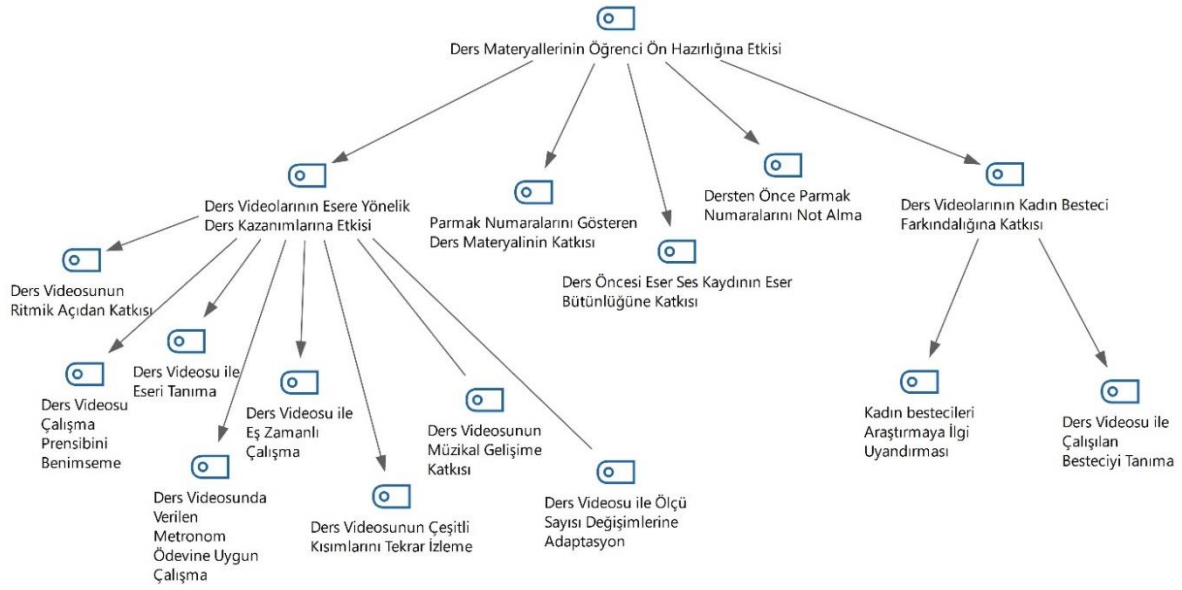 Ders Materyallerinin Öğrenci Ön Hazırlığına Etkisi
Ders Videolarının Esere Yönelik
Ders Kazanımlarına Etkisi
Parmak Numaralarını Gösteren
Ders Materyalinin Katkısı
Ders Öncesi Eser Ses Kaydının Eser
Bütünlüğüne Katkısı
Dersten Önce Parmak
Numaralarını Not Alma
Ders Videolarının Kadın Besteci
Farkındalığına Katkısı
Ders Videosunun
Ritmik Açıdan Katkısı
Ders Videosu
Çalışma
Prensibini
Benimseme
Ders Videosu ile
Eseri Tanıma
Ders Videosunda
Verilen
Metronom
Ödevine Uygun
Çalışma
Ders Videosu ile
Eş Zamanlı
Çalışma
Ders Videosunun Çeşitli
Kısımlarını Tekrar İzleme
Ders Videosunun
Müzikal Gelişime
Katkısı
Ders Videosu ile Ölçü
Sayısı Değişimlerine
Adaptasyon
Kadın bestecileri
Araştırmaya İlgi
Uyandırması
Ders Videosu ile
Çalışılan
Besteciyi Tanıma